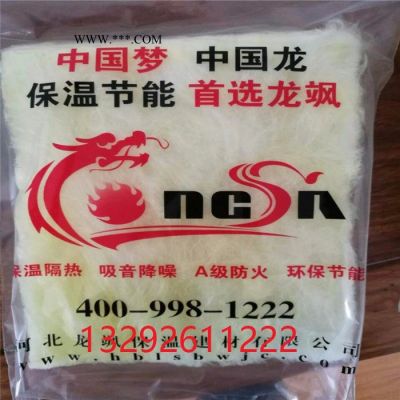 www.***.com
中国梦 中国龙
保温节能 首选龙飒
oncSa
保温隔热 吸音降噪 A级防火 环保节能
400-998-1222
13292611222
河北龙飒保温建材有限公司
www.hblsbwjs.com